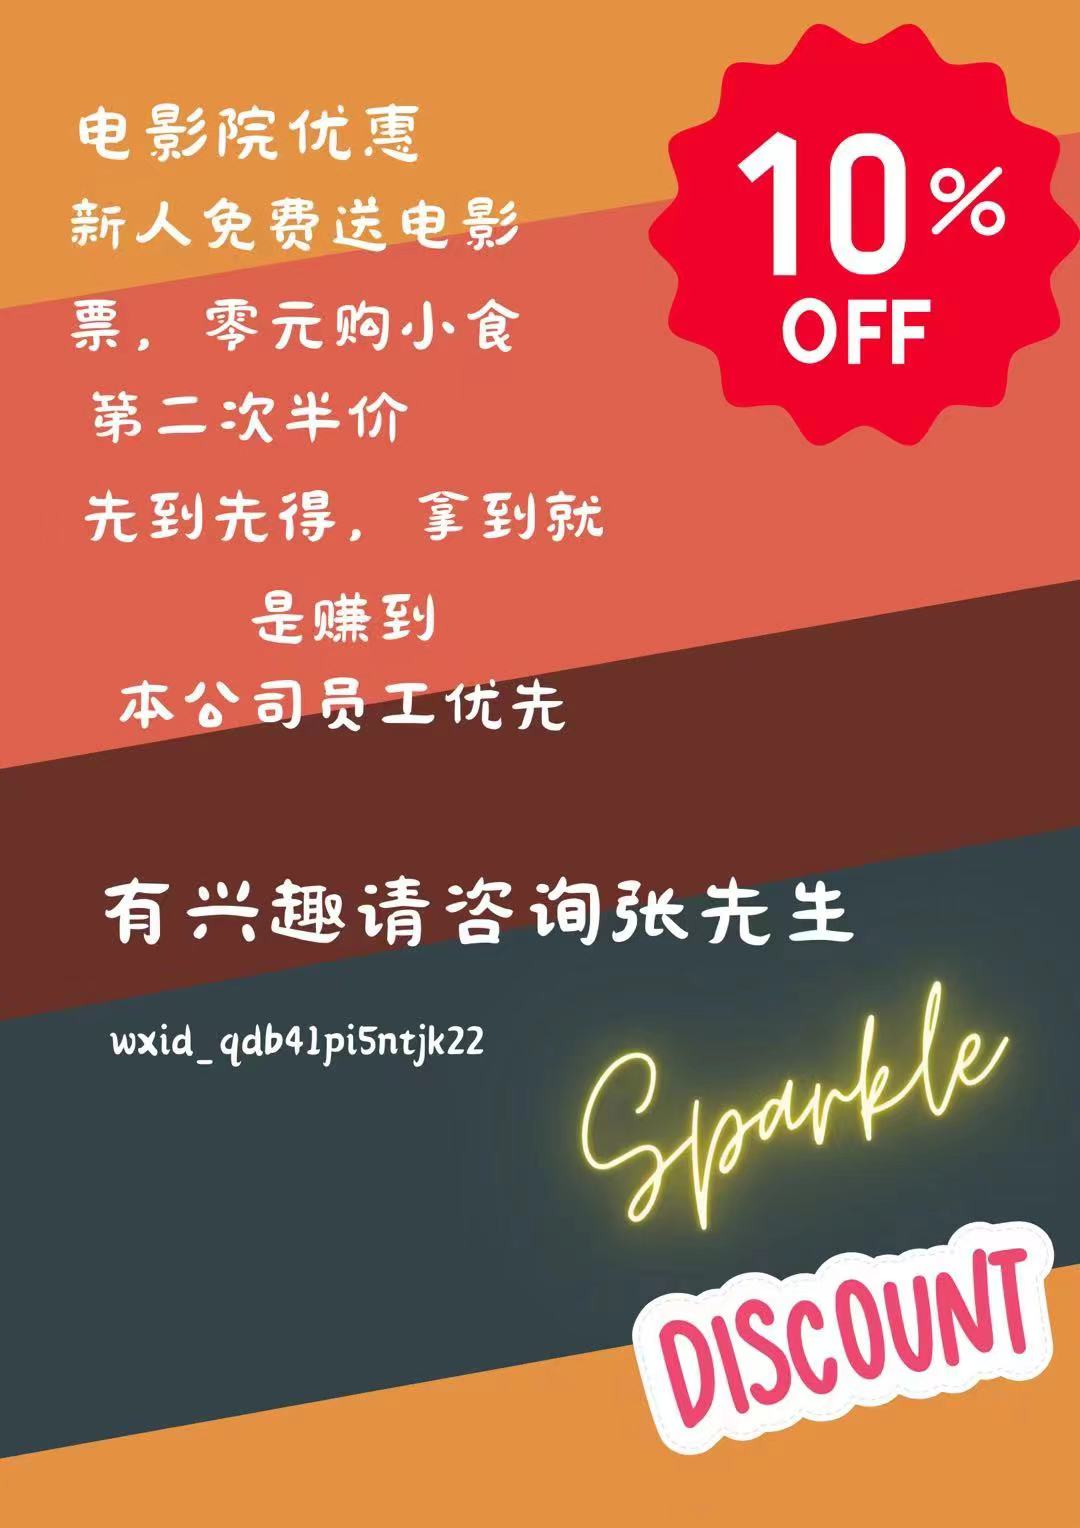 电影院优惠
新人免费送电影
票，零元购小食
第二次半价
先到先得，拿到就
是赚到
本公司员工优先
10%
OFF
有兴趣请咨询张先生
wxid_qdb41pi5ntjk22
Sparkle
DISCOUNT